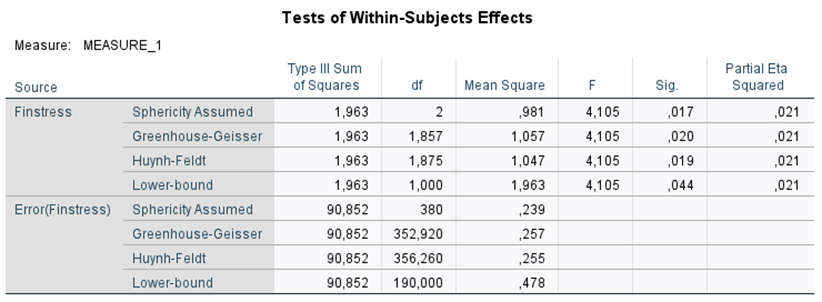 Tests of Within-Subjects Effects
Measure: MEASURE_1
Source Type III Sum of Squares df Mean Square F Sig. Partial Eta Squared
Finstress Sphericity Assumed 1,963 2 ,981 4,105 ,017 ,021
Greenhouse-Geisser 1,963 1,857 1,057 4,105 ,020 ,021
Huynh-Feldt 1,963 1,875 1,047 4,105 ,019 ,021
Lower-bound 1,963 1,000 1,963 4,105 ,044 ,021
Error(Finstress) Sphericity Assumed 90,852 380 ,239
Greenhouse-Geisser 90,852 352,920 ,257
Huynh-Feldt 90,852 356,260 ,255
Lower-bound 90,852 190,000 ,478